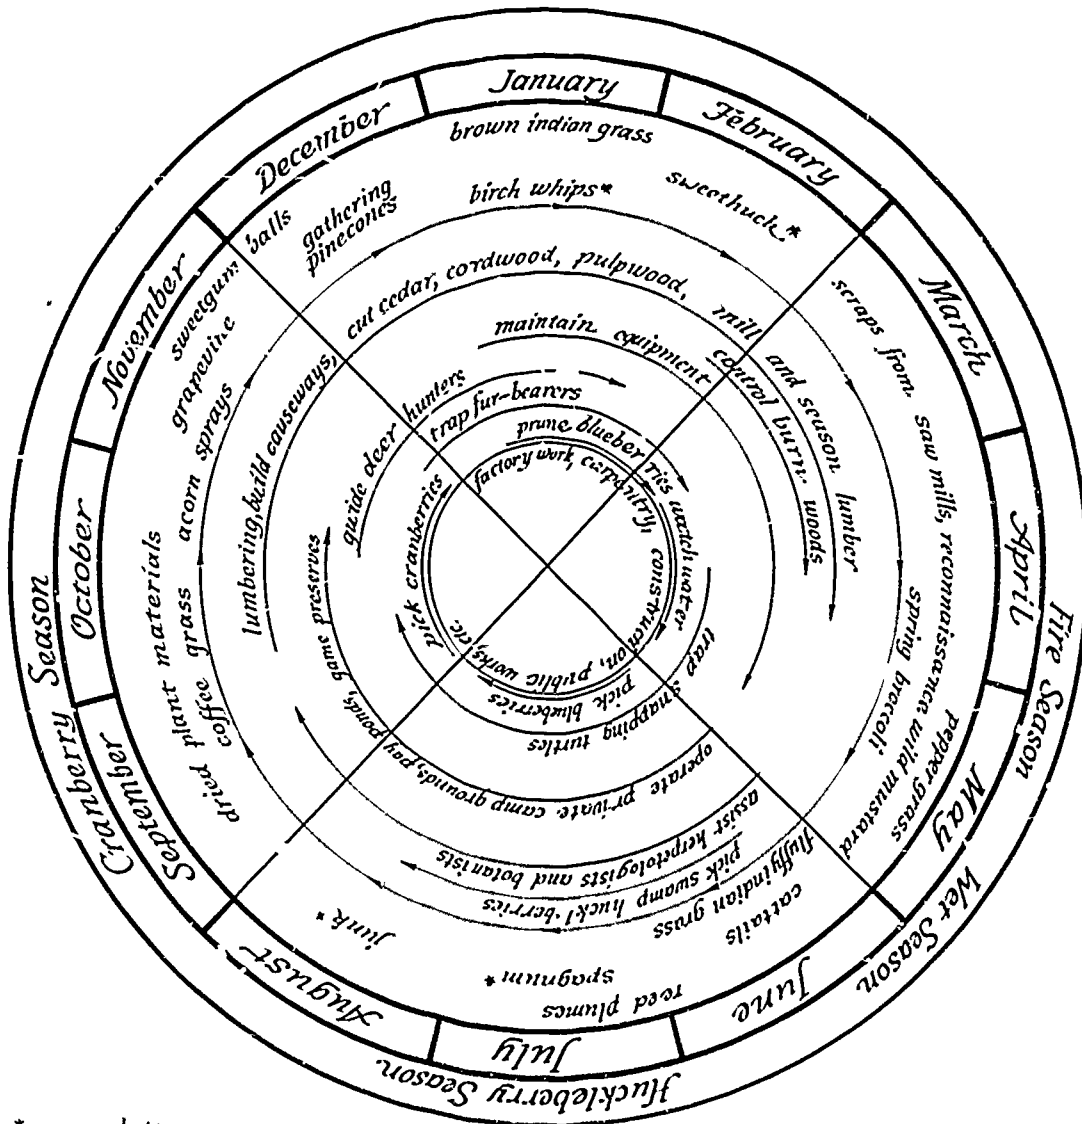 January
February
March
April
May
June
July
August
September
October
November
December
Fire Season
Wet Season
Huckleberry Season
Cranberry Season
brown indian grass
birch whips*
sweethuck*
scraps from saw mills, reconnaissance wild mustard
pepper grass
spring broccoli
cattails
fluffy indian grass
reed plumes
spagnum*
junk*
dried plant materials
coffee grass acorn sprays
grapevine
sweetgum balls
gathering
pinecones
lumbering, build causeways, cut cedar, cordwood, pulpwood, mill and season lumber
maintain equipment
control burn woods
guide deer hunters
trap fur-bearers
prune blueberries watch water
factory work, carpentry, construction, public works, etc.
pick cranberries
trap snapping turtles
pick blueberries
operate private camp grounds, pay ponds, game preserves
assist herpetologists and botanists
pick swamp huckl-berries
*